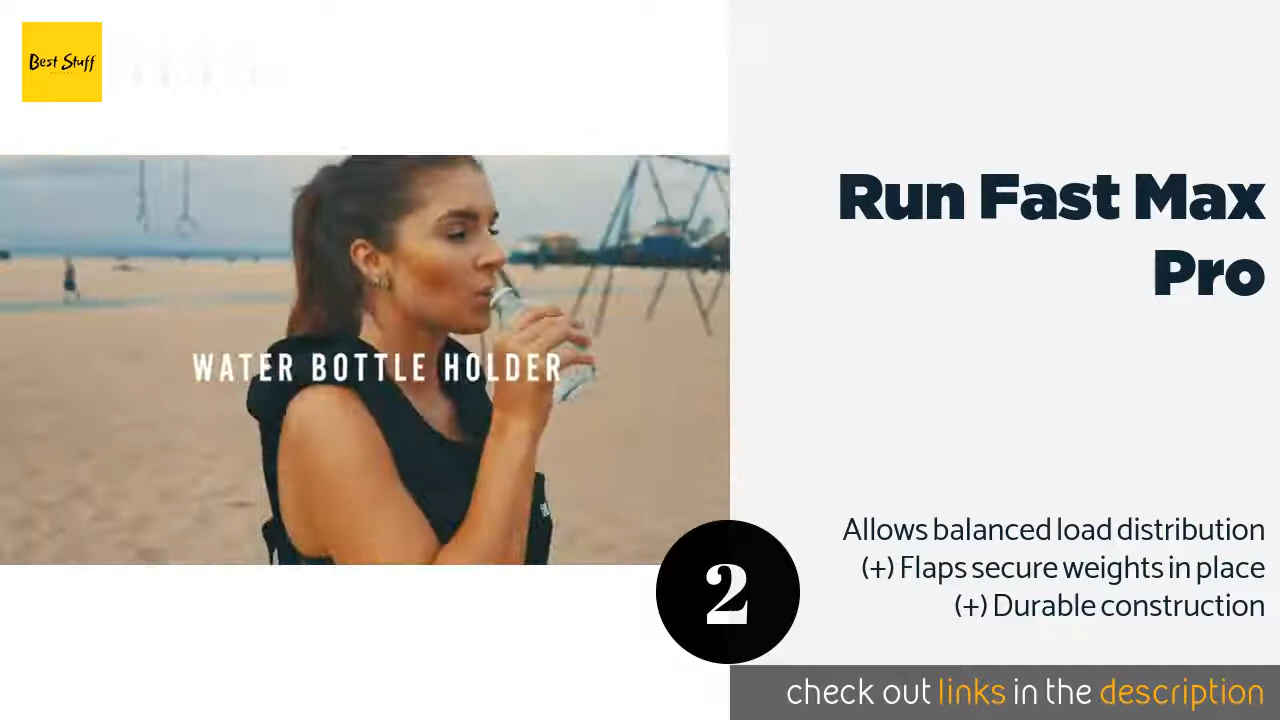 Best Stuff
Run Fast Max
Pro
WATER BOTTLE HOLDER
Allows balanced load distribution
(+) Flaps secure weights in place
(+) Durable construction
2
check out links in the description